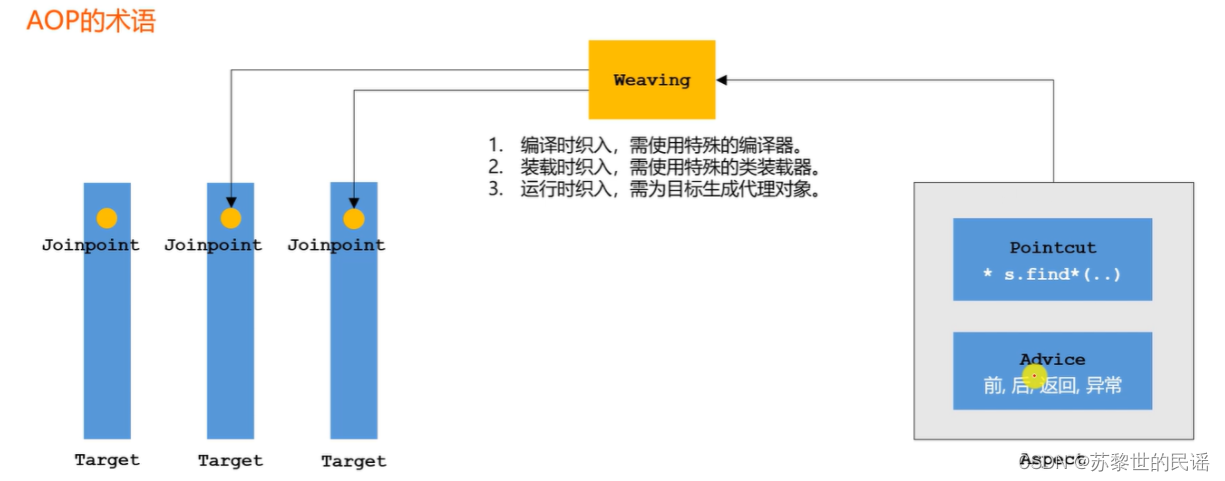 AOP的术语
Weaving
1. 编译时织入，需使用特殊的编译器。
2. 装载时织入，需使用特殊的类装载器。
3. 运行时织入，需为目标生成代理对象。
Joinpoint Joinpoint Joinpoint
Pointcut
* s.find*(..)
Advice
前, 后, 返回, 异常
Target Target Target
Aspect
CSDN @苏黎世的民谣